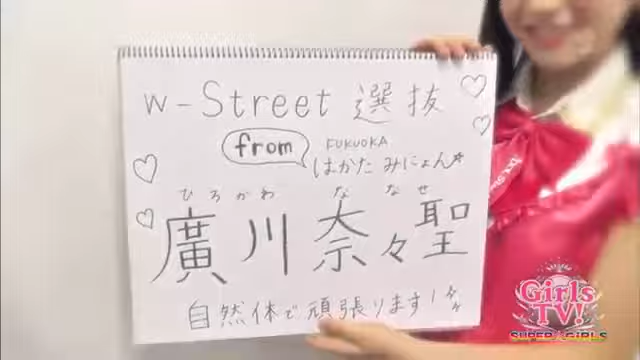 w-Street 選抜
from FUKUOKA
はかたみにょん★
ひろかわ ななせ
廣川奈々聖
自然体で頑張ります!
Girls
TV!
SUPER☆GiRLS